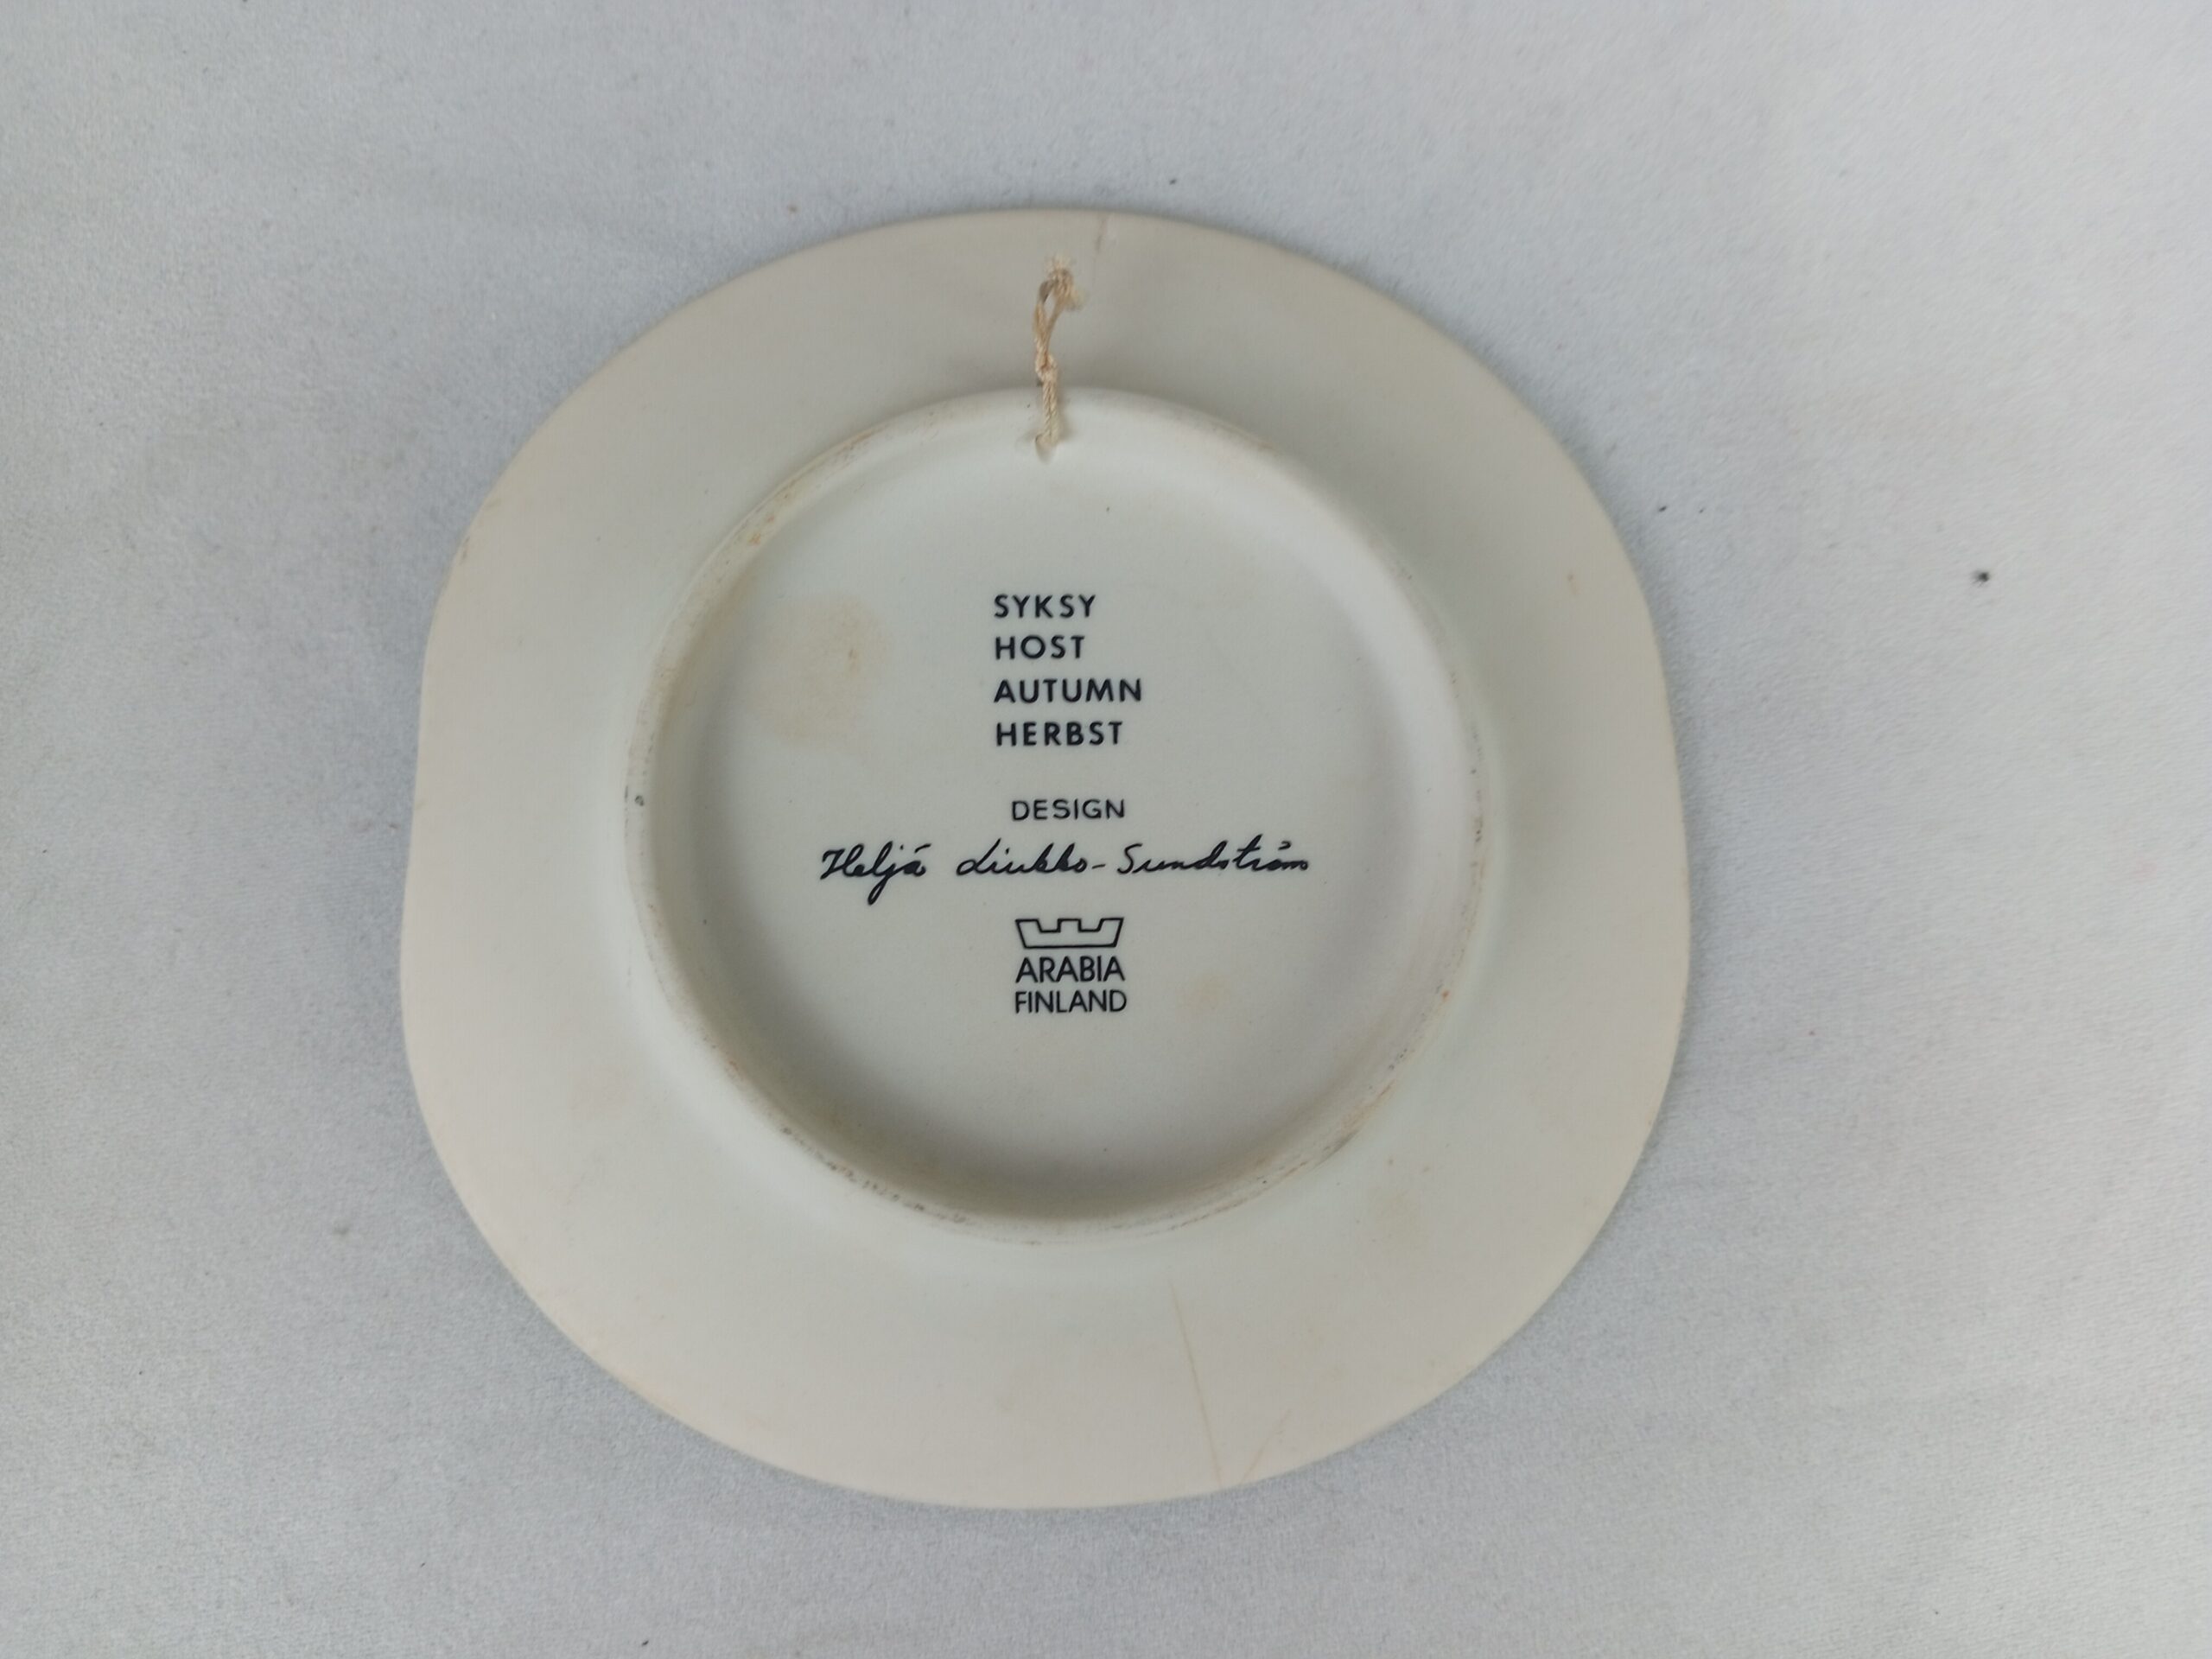 SYKSY
HOST
AUTUMN
HERBST
DESIGN
Heljä Liukko-Sundström
ARABIA
FINLAND